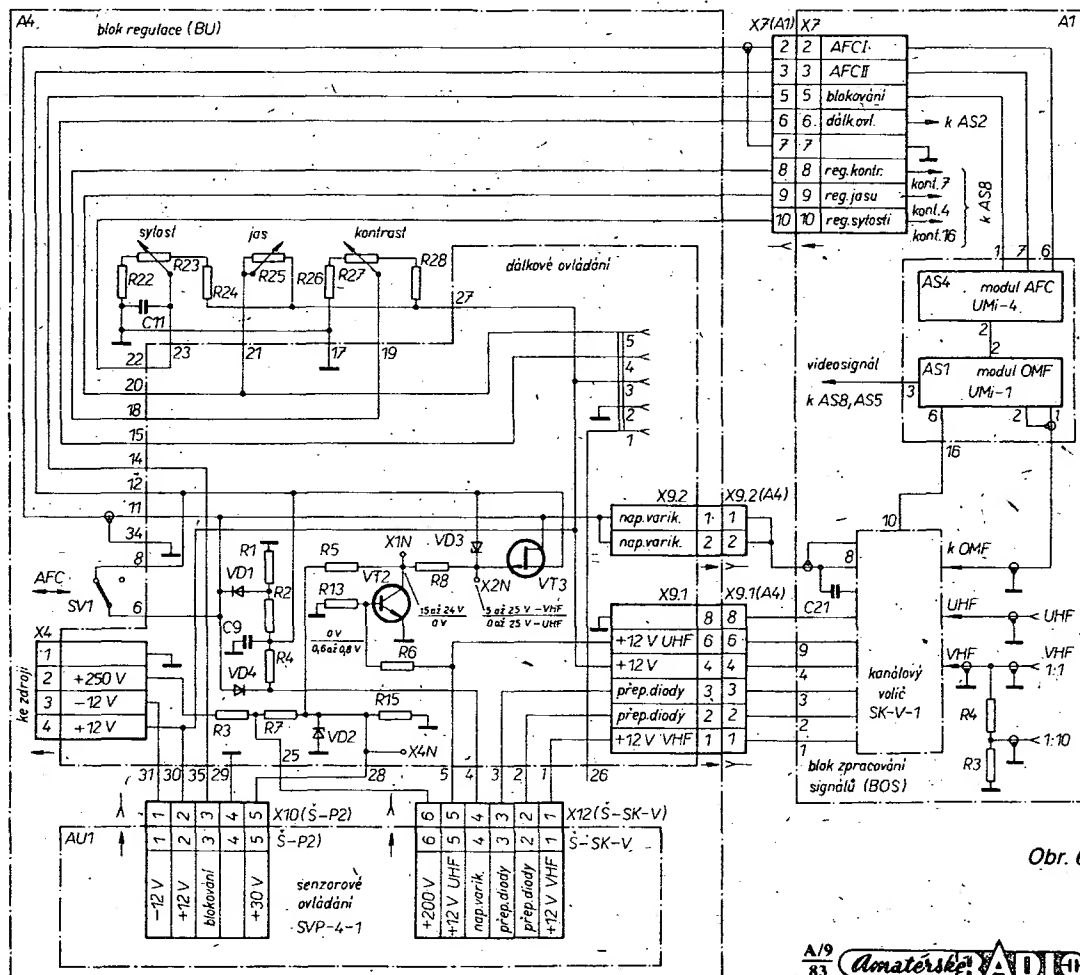 A4
blok regulace (BU)
X7(A1) X7
A1
2 2 AFC I.
3 3 AFC II
5 5 blokování
6 6 dálk.ovl.
k AS2
7 7
8 8 reg.kontr.
kont.7
9 9 reg.jasu
kont.4
10 10 reg.sytosti
kont.16
k AS8
sytost
jas
kontrast
R22
R23
R24
R25
R26
R27
R28
C11
27
dálkové ovládání
1 7 6
AS4
modul AFC
UMi-4
2
2
AS1
modul OMF
UMi-1
videosignál
3
k AS8, AS5
6
2
1
16
22 23 21 17 19
20
18
15
14
12
11
34
8
6
5
4
3
2
1
AFC
SV1
R1
VD1
R2
C9
R4
VD4
R5
R13
VT2
X1N
R8
VD3
X2N
VT3
15 až 24 V
0 V
5 až 25 V - VHF
0 až 25 V - UHF
0 V
0,6 až 0,8 V
R6
R3
R7
VD2
R15
X4N
X9.2 X9.2(A4)
nap.varik. 1 1
nap.varik. 2 2
X9.1 X9.1(A4)
8 8
+12 V UHF 6 6
+12 V 4 4
přep.diody 3 3
přep.diody 2 2
+12 V VHF 1 1
10
8
C21
9
4
3
2
1
kanálový
volič
SK-V-1
k OMF
UHF
UHF
VHF
VHF
1:1
R4
1:10
R3
blok zpracování
signálů (BOS)
X4
ke zdroji
1
2 +250 V
3 -12 V
4 +12 V
31 30 35 29 25 28 5 4 3 2 1 26
1 2 3 4 5 X10(Š-P2)
1 2 3 4 5 Š-P2)
AU1
-12 V
+12 V
blokování
+30 V
senzorové
ovládání
SVP-4-1
6 5 4 3 2 1 X12(Š-SK-V)
6 5 4 3 2 1 Š-SK-V
+200 V
+12 V UHF
nap.varik.
přep.diody
přep.diody
+12 V VHF
Obr. 6
A/9
83
Amatérské RADIO